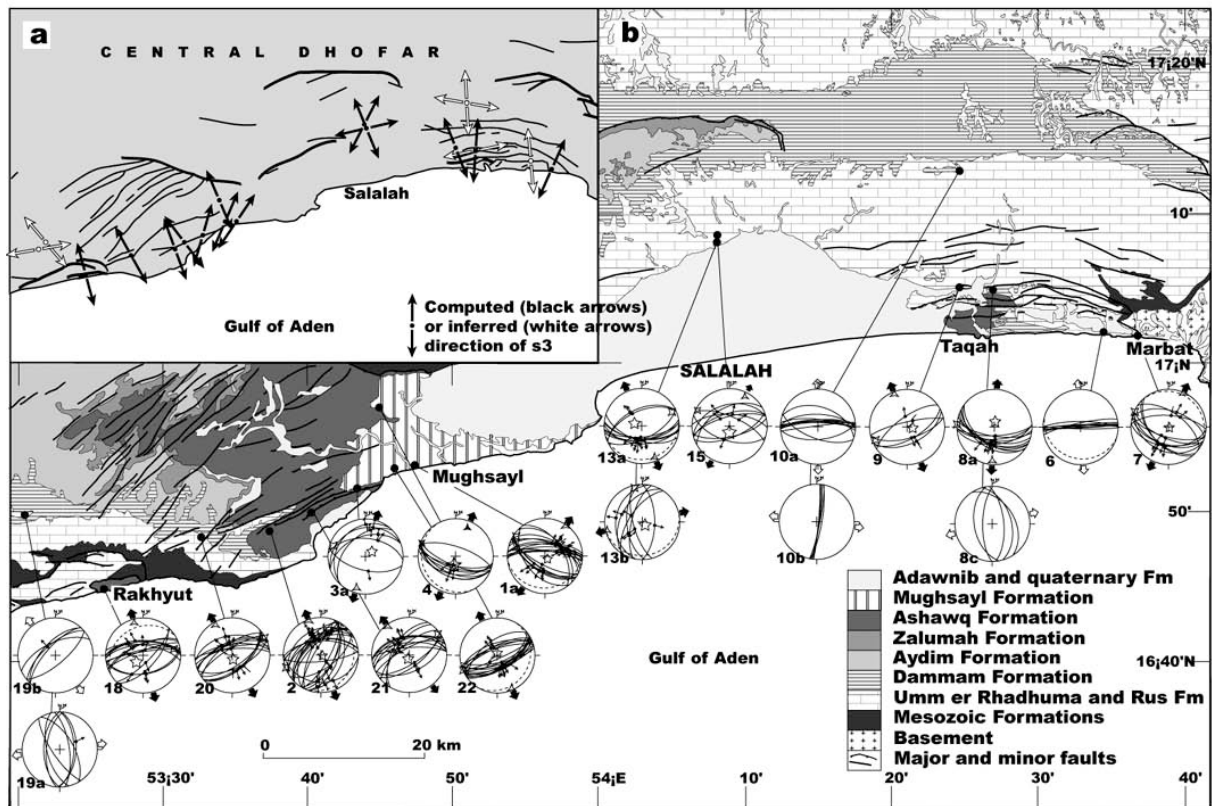 a
CENTRAL DHOFAR
Salalah
Gulf of Aden
Computed (black arrows)
or inferred (white arrows)
direction of s3
b
17¡20'N
10'
Taqah
Marbat
17¡N
SALALAH
13a
15
10a
9
8a
6
7
13b
10b
8c
50'
Mughsayl
3a
4
1a
Rakhyut
19b
18
20
2
21
22
19a
Gulf of Aden
16¡40'N
Adawnib and quaternary Fm
Mughsayl Formation
Ashawq Formation
Zalumah Formation
Aydim Formation
Dammam Formation
Umm er Rhadhuma and Rus Fm
Mesozoic Formations
Basement
Major and minor faults
0 20 km
53¡30' 40' 50' 54¡E 10' 20' 30' 40'